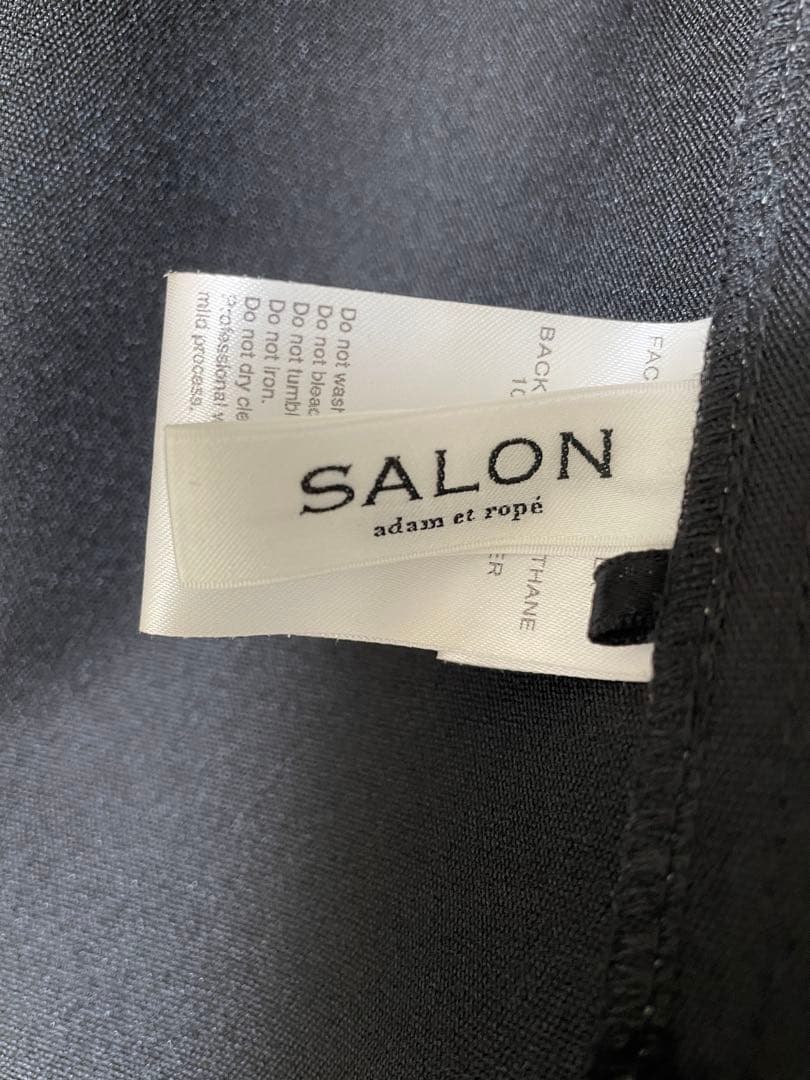 SALON
adam et ropé
FAC
BACK
10
THANE
ER
Do not wash
Do not bleac
Do not tumbl
Do not iron.
Do not dry cle
professional w
mild process.